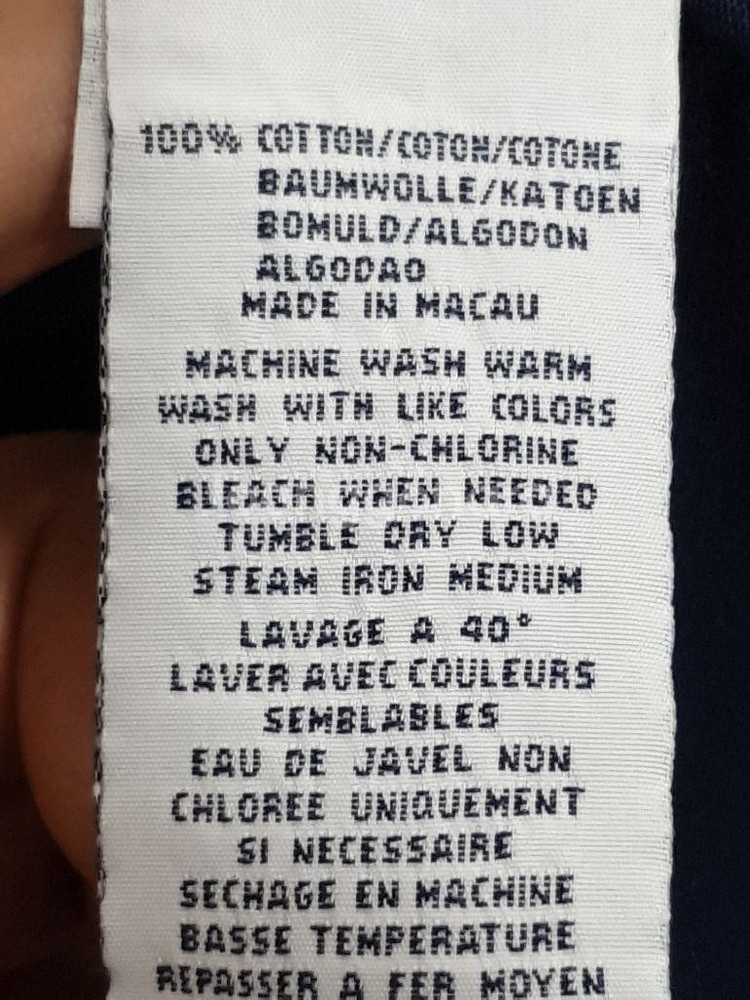 100% COTTON/COTON/COTONE
BAUMWOLLE/KATOEN
BOMULD/ALGODON
ALGODAO
MADE IN MACAU
MACHINE WASH WARM
WASH WITH LIKE COLORS
ONLY NON-CHLORINE
BLEACH WHEN NEEDED
TUMBLE DRY LOW
STEAM IRON MEDIUM
LAVAGE A 40°
LAVER AVEC COULEURS
SEMBLABLES
EAU DE JAVEL NON
CHLOREE UNIQUEMENT
SI NECESSAIRE
SECHAGE EN MACHINE
BASSE TEMPERATURE
REPASSER A FER MOYEN